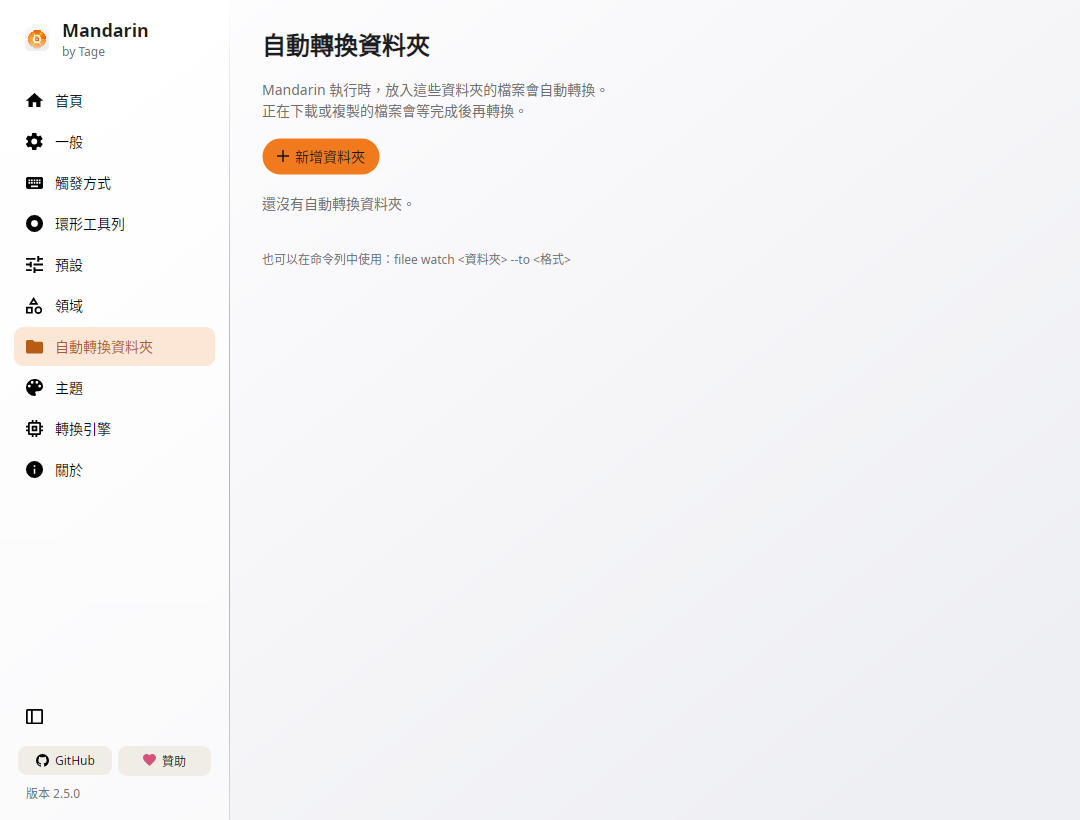 Mandarin
by Tage
首頁
一般
觸發方式
環形工具列
預設
領域
自動轉換資料夾
主題
轉換引擎
關於
GitHub
贊助
版本 2.5.0
自動轉換資料夾
Mandarin 執行時，放入這些資料夾的檔案會自動轉換。
正在下載或複製的檔案會等完成後再轉換。
新增資料夾
還沒有自動轉換資料夾。
也可以在命令列中使用：filee watch <資料夾> --to <格式>